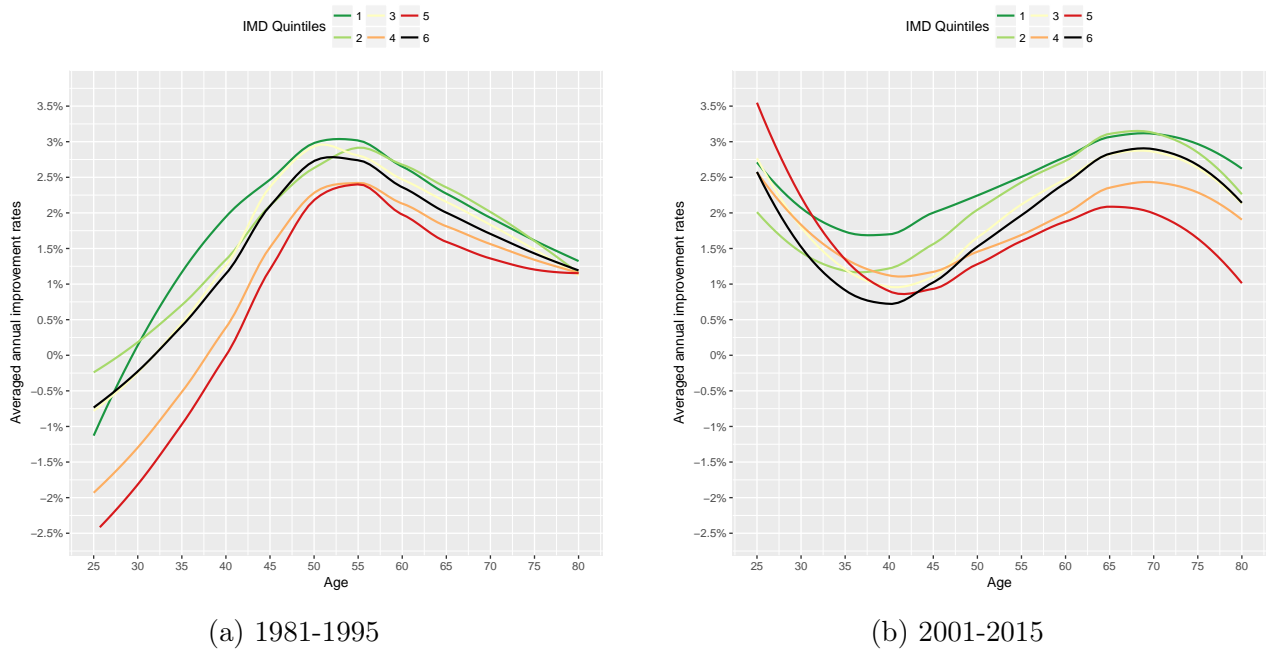 IMD Quintiles
1 3 5
2 4 6
3.5%
3%
2.5%
2%
1.5%
1%
0.5%
0%
−0.5%
−1%
−1.5%
−2%
−2.5%
Averaged annual improvement rates
25 30 35 40 45 50 55 60 65 70 75 80
Age
(a) 1981-1995
IMD Quintiles
1 3 5
2 4 6
3.5%
3%
2.5%
2%
1.5%
1%
0.5%
0%
−0.5%
−1%
−1.5%
−2%
−2.5%
Averaged annual improvement rates
25 30 35 40 45 50 55 60 65 70 75 80
Age
(b) 2001-2015